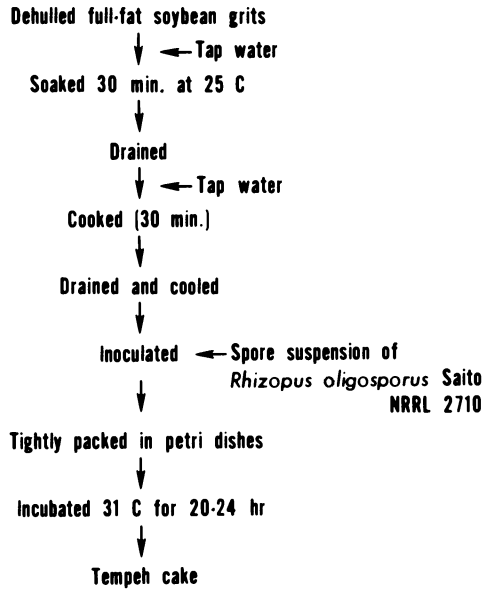 Dehulled full-fat soybean grits
Tap water
Soaked 30 min. at 25 C
Drained
Tap water
Cooked (30 min.)
Drained and cooled
Inoculated
Spore suspension of
Rhizopus oligosporus Saito
NRRL 2710
Tightly packed in petri dishes
Incubated 31 C for 20-24 hr
Tempeh cake